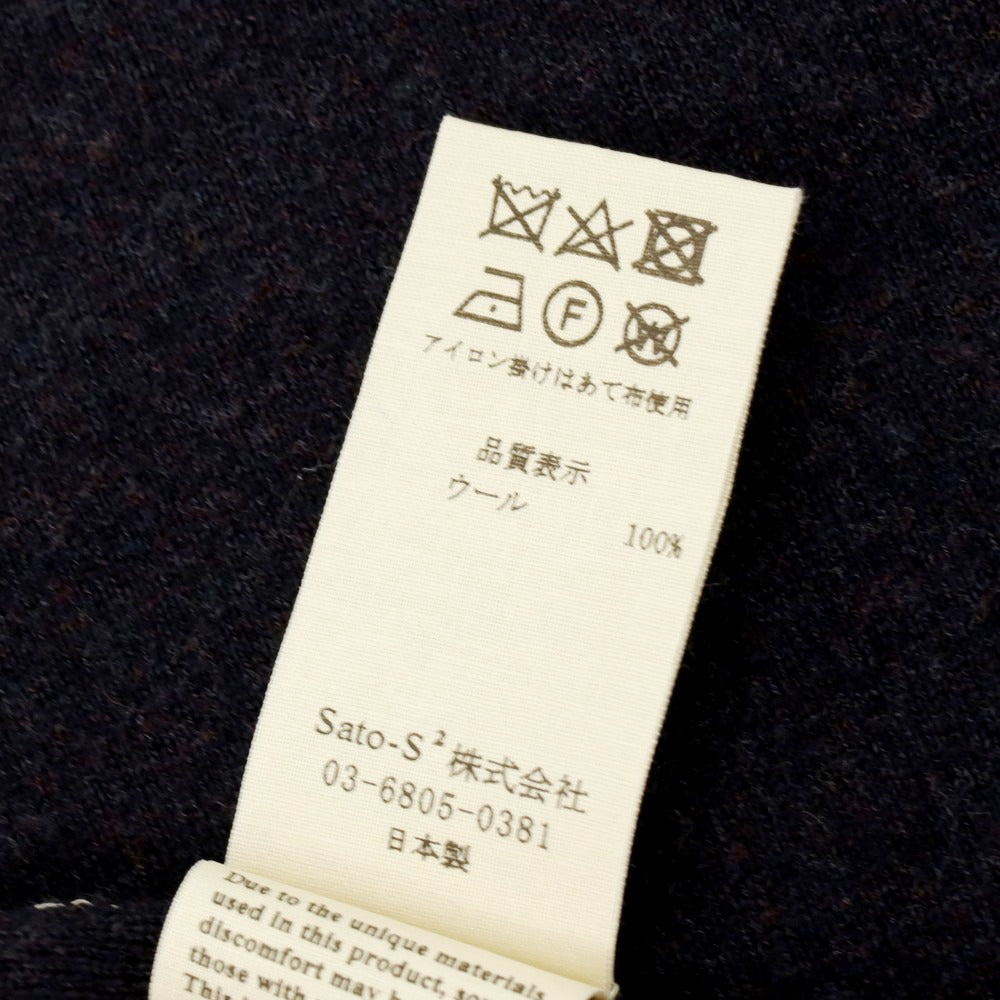 F W
アイロン掛けはあて布使用
品質表示
ウール
100%
Sato-S²株式会社
03-6805-0381
日本製
Due to the unique materials
used in this product,
discomfort may
those with
This